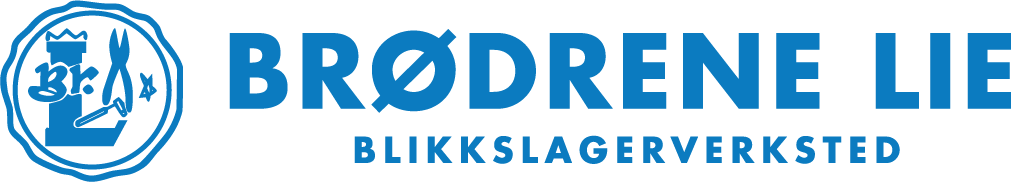 Br.
L
BRØDRENE LIE
BLIKKSLAGERVERKSTED